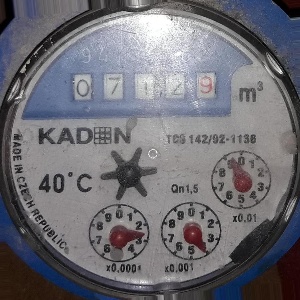 07129 m³
KADEN
TCS 142/92-1138
40°C
Qn1,5
MADE IN CZECH REPUBLIC
x0.01
x0,0001
x0,001